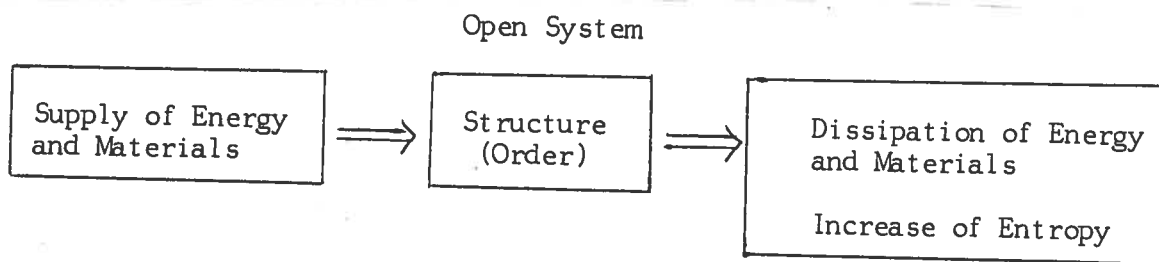 Open System
Supply of Energy
and Materials
Structure
(Order)
Dissipation of Energy
and Materials
Increase of Entropy